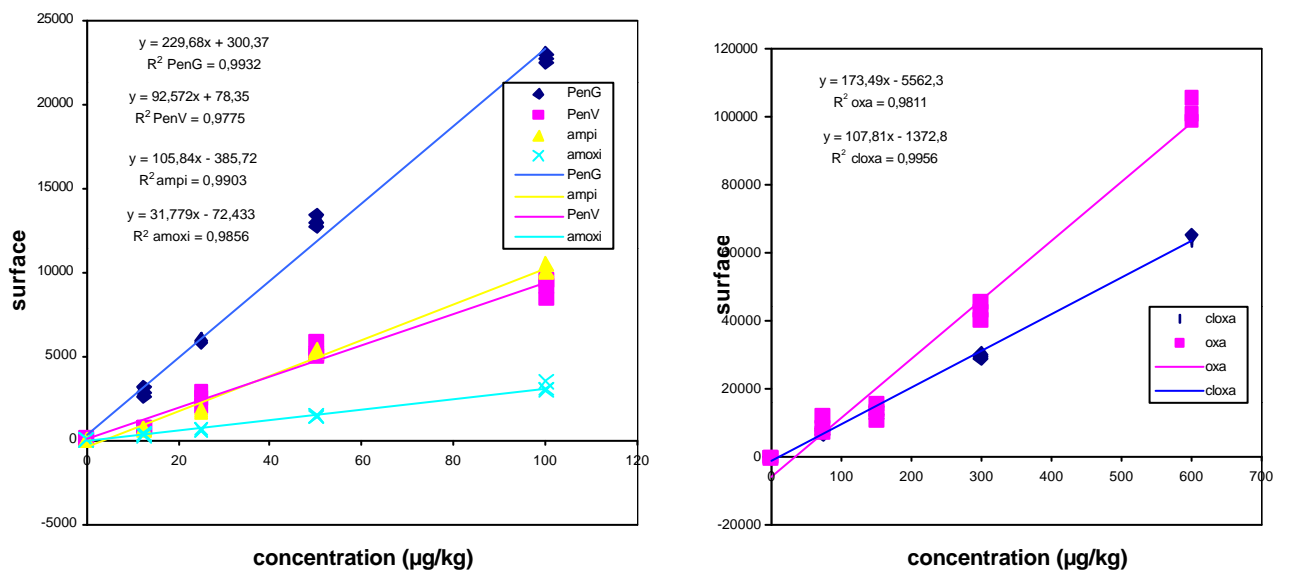 25000
20000
15000
10000
5000
0
-5000
0
20
40
60
80
100
120
surface
concentration (µg/kg)
y = 229,68x + 300,37
R² PenG = 0,9932
y = 92,572x + 78,35
R² PenV = 0,9775
y = 105,84x - 385,72
R² ampi = 0,9903
y = 31,779x - 72,433
R² amoxi = 0,9856
PenG
PenV
ampi
amoxi
PenG
ampi
PenV
amoxi
120000
100000
80000
60000
40000
20000
0
-20000
0
100
200
300
400
500
600
700
surface
concentration (µg/kg)
y = 173,49x - 5562,3
R² oxa = 0,9811
y = 107,81x - 1372,8
R² cloxa = 0,9956
cloxa
oxa
oxa
cloxa